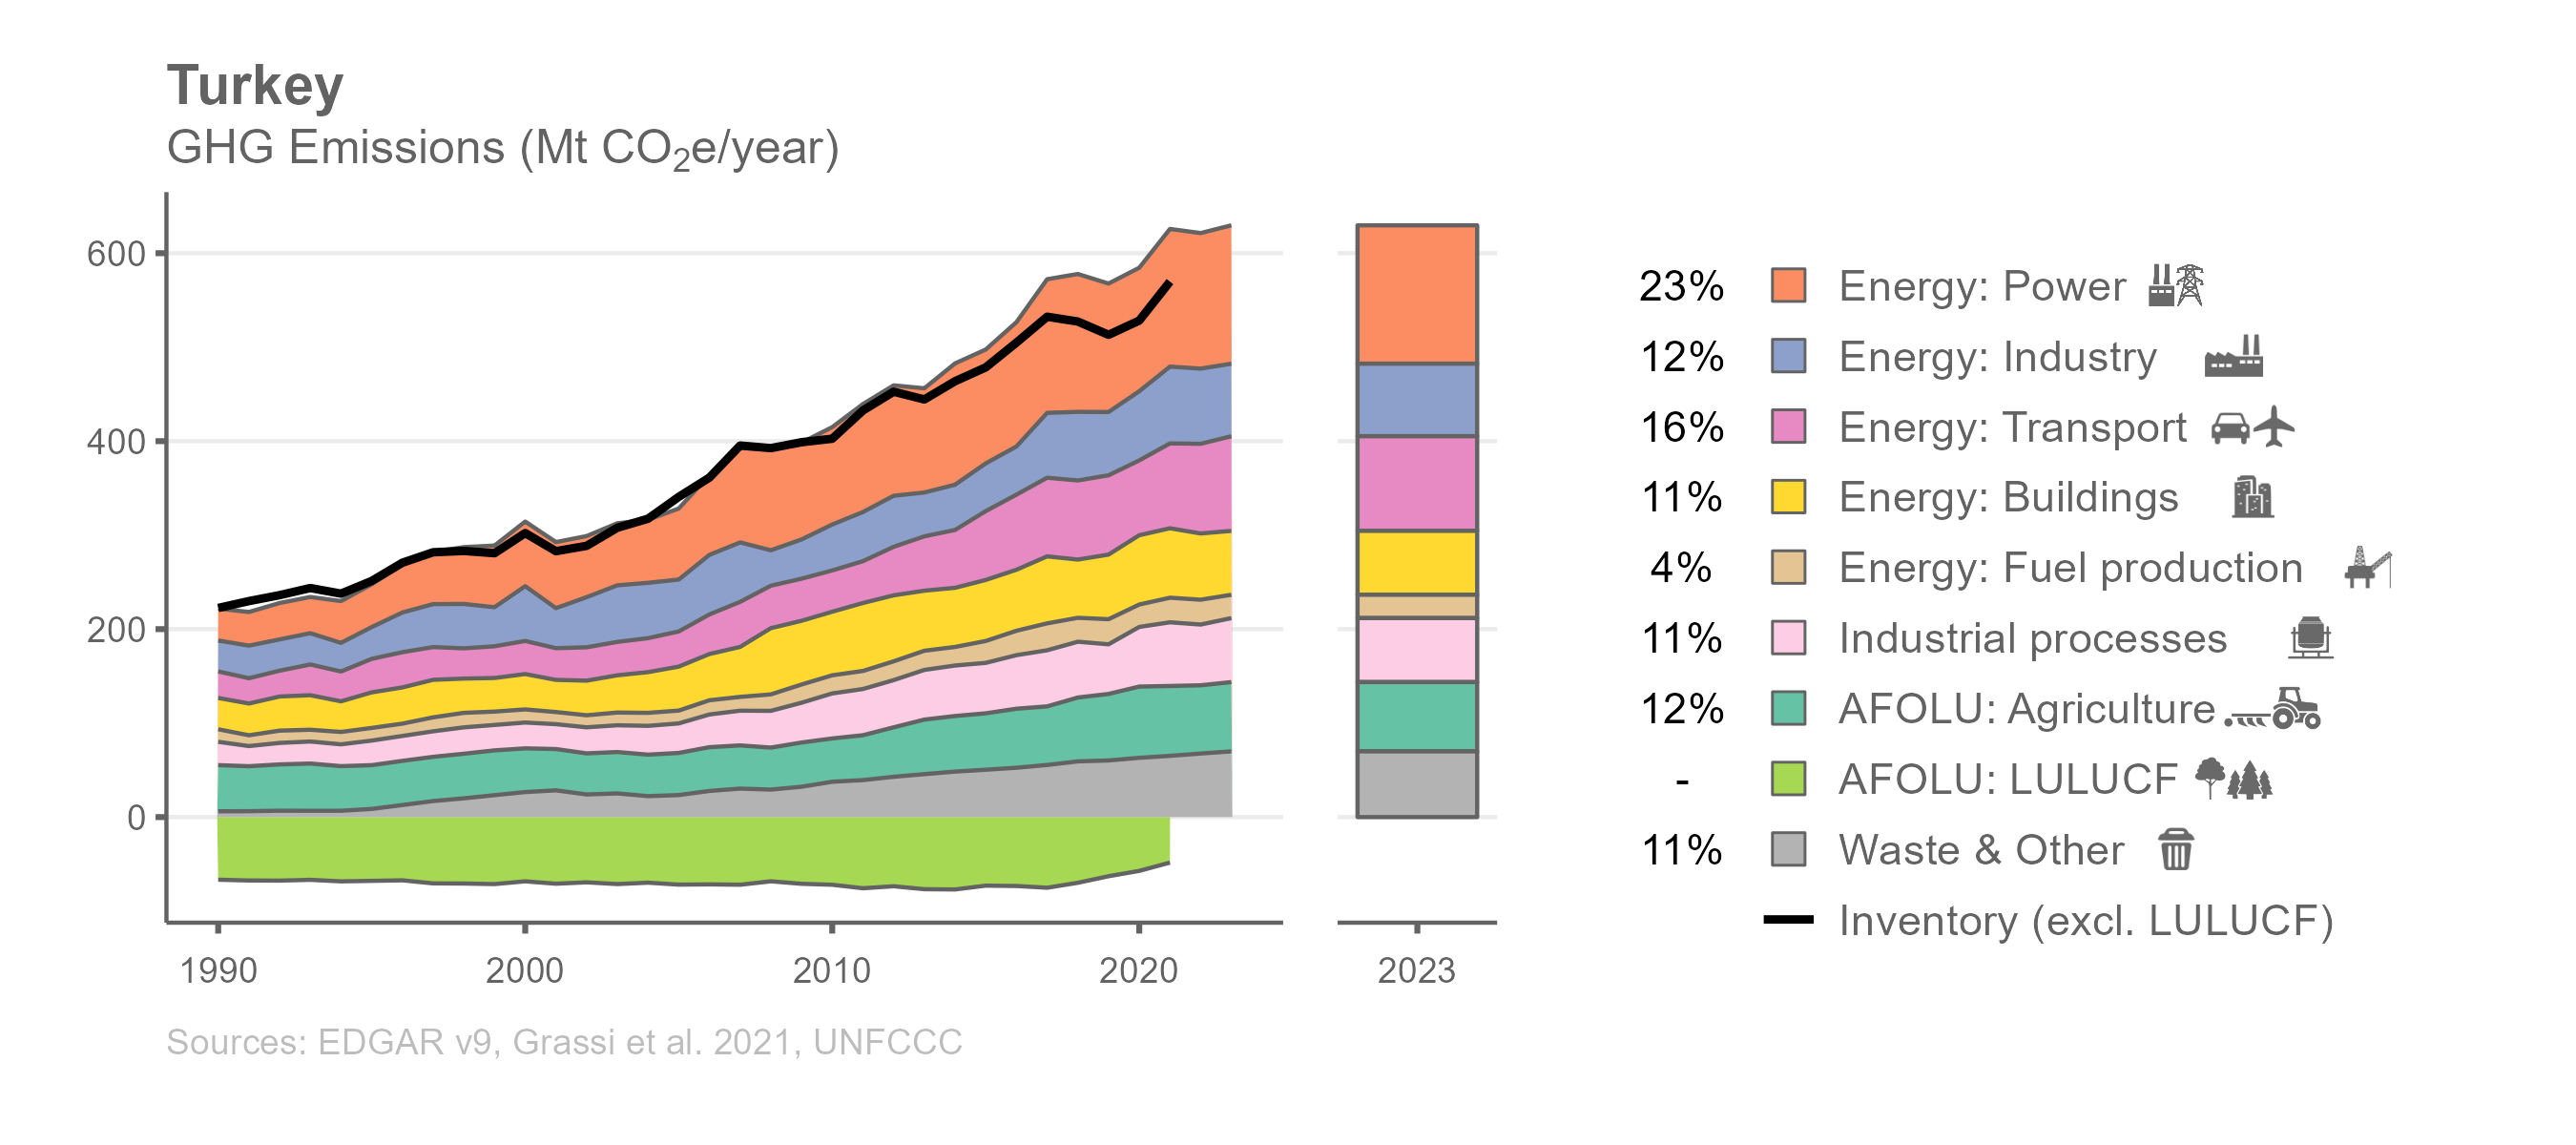 Turkey
GHG Emissions (Mt CO₂e/year)
600
400
200
0
1990 2000 2010 2020 2023
23% Energy: Power
12% Energy: Industry
16% Energy: Transport
11% Energy: Buildings
4% Energy: Fuel production
11% Industrial processes
12% AFOLU: Agriculture
- AFOLU: LULUCF
11% Waste & Other
Inventory (excl. LULUCF)
Sources: EDGAR v9, Grassi et al. 2021, UNFCCC